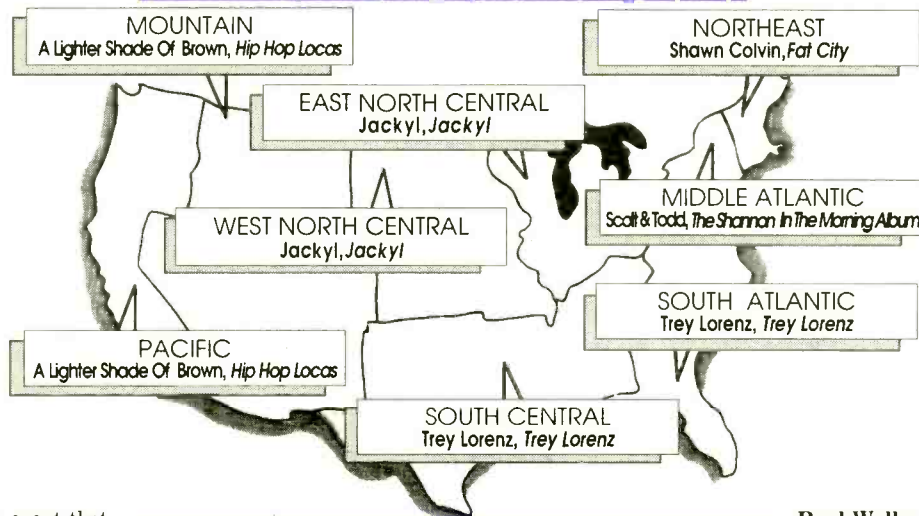 MOUNTAIN
A Lighter Shade Of Brown, Hip Hop Locas
NORTHEAST
Shawn Colvin, Fat City
EAST NORTH CENTRAL
Jackyl, Jackyl
MIDDLE ATLANTIC
Scott & Todd, The Shannon In The Morning Album
WEST NORTH CENTRAL
Jackyl, Jackyl
SOUTH ATLANTIC
Trey Lorenz, Trey Lorenz
PACIFIC
A Lighter Shade Of Brown, Hip Hop Locas
SOUTH CENTRAL
Trey Lorenz, Trey Lorenz